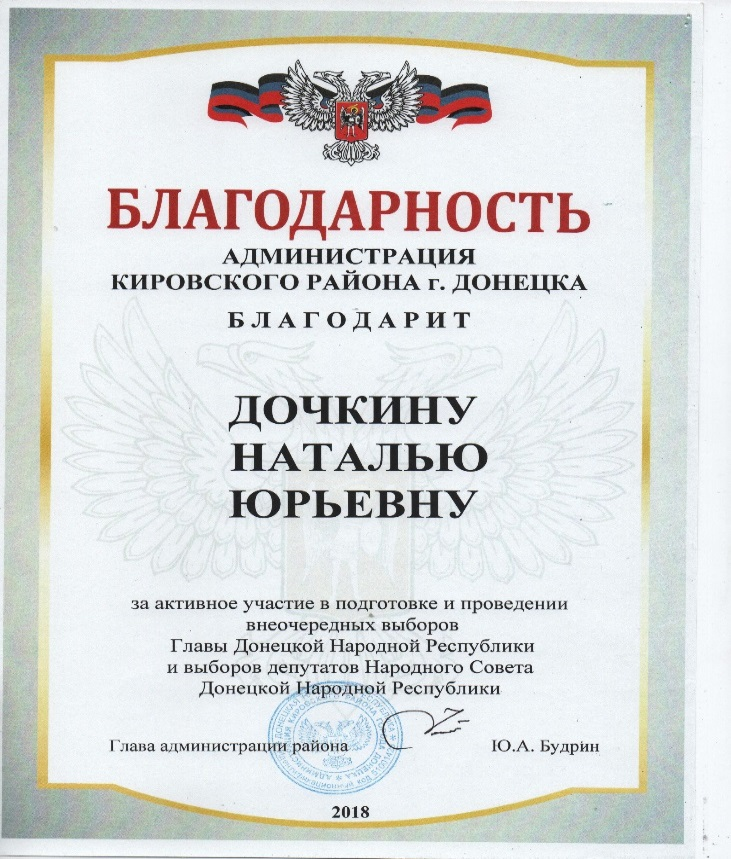 БЛАГОДАРНОСТЬ
АДМИНИСТРАЦИЯ
КИРОВСКОГО РАЙОНА г. ДОНЕЦКА
БЛАГОДАРИТ
ДОЧКИНУ
НАТАЛЬЮ
ЮРЬЕВНУ
за активное участие в подготовке и проведении
внеочередных выборов
Главы Донецкой Народной Республики
и выборов депутатов Народного Совета
Донецкой Народной Республики
Глава администрации района Ю.А. Будрин
2018